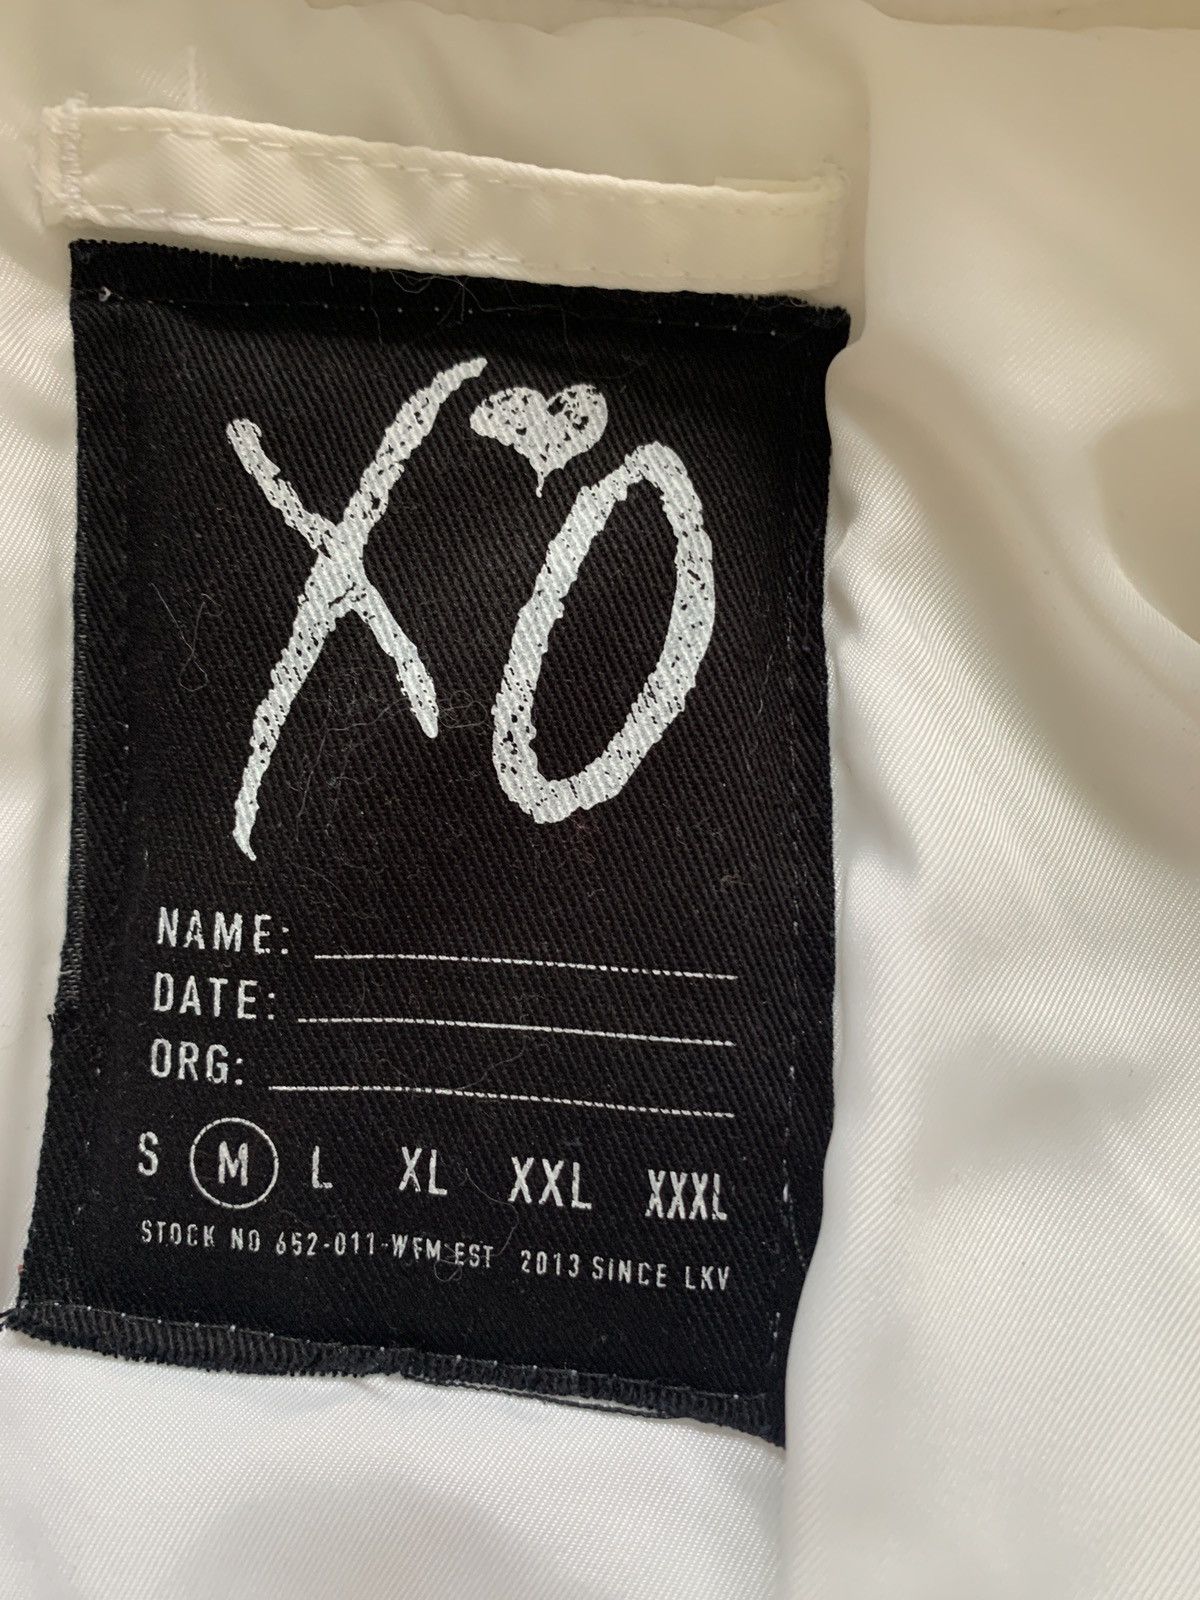 XO
NAME:
DATE:
ORG:
S M L XL XXL XXXL
STOCK NO 652-011-WFM EST 2013 SINCE LKV